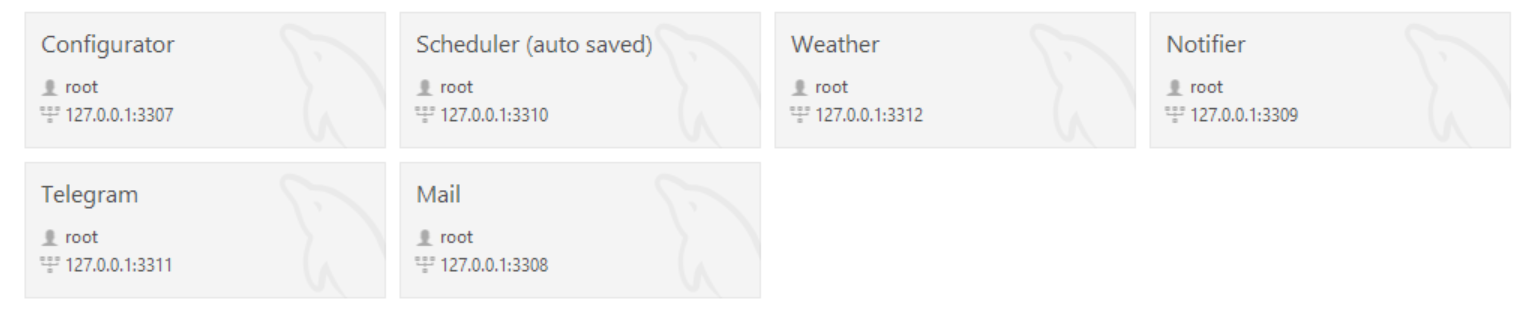 Configurator
root
127.0.0.1:3307
Scheduler (auto saved)
root
127.0.0.1:3310
Weather
root
127.0.0.1:3312
Notifier
root
127.0.0.1:3309
Telegram
root
127.0.0.1:3311
Mail
root
127.0.0.1:3308